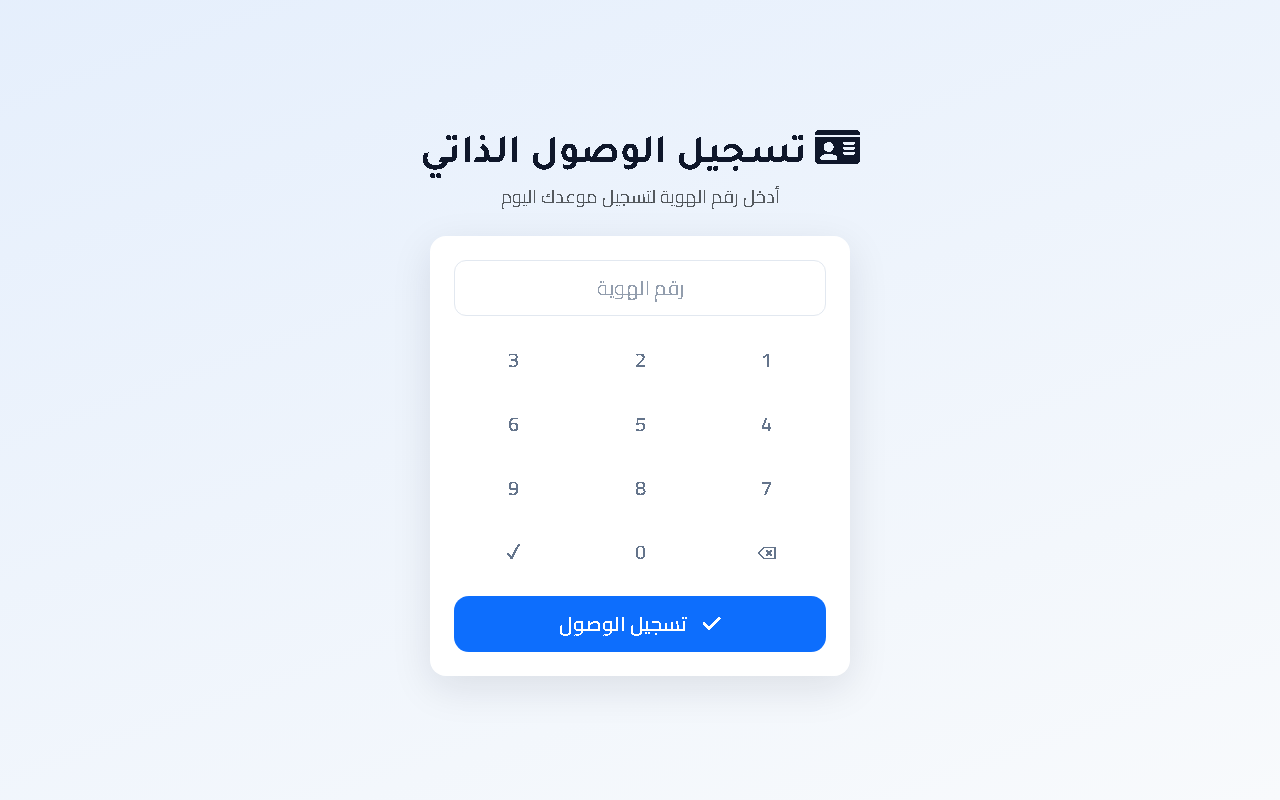 تسجيل الوصول الذاتي
أدخل رقم الهوية لتسجيل موعدك اليوم
رقم الهوية
1 2 3
4 5 6
7 8 9
0 ✓
✓ تسجيل الوصول